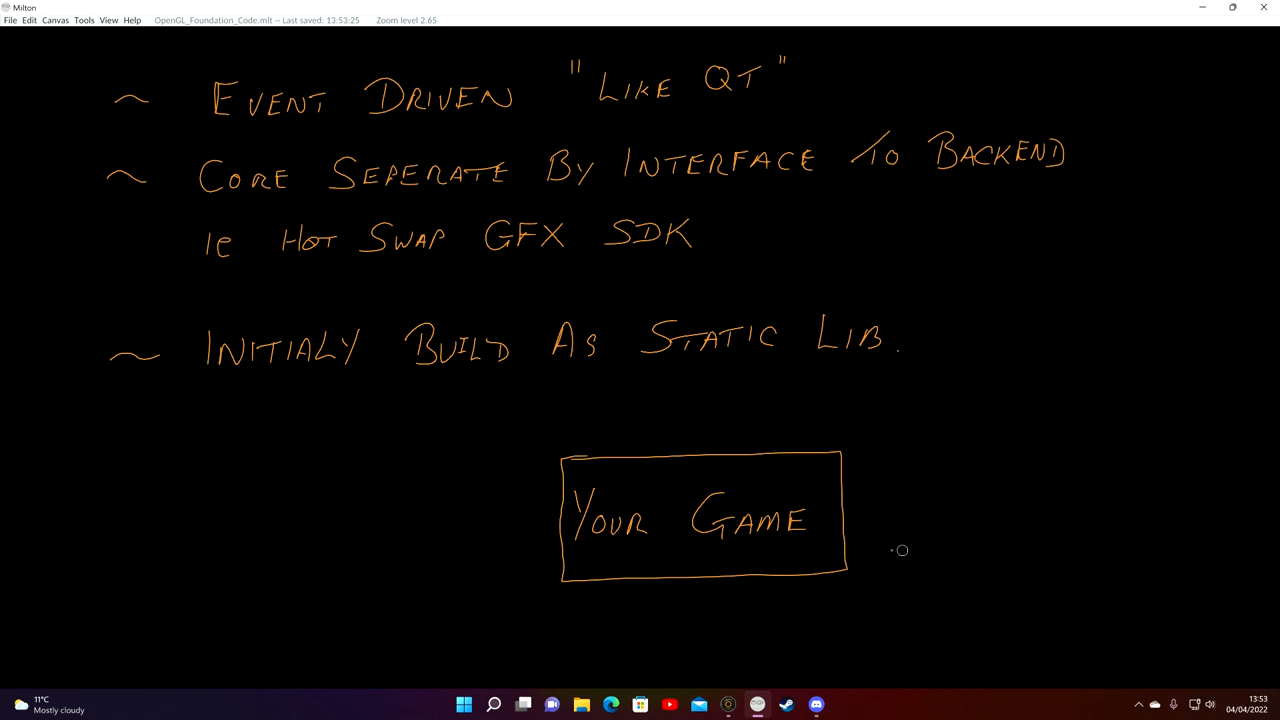 Milton
File Edit Canvas Tools View Help OpenGL_Foundation_Code.mlt -- Last saved: 13:53:25 Zoom level 2.65
~ EVENT DRIVEN "LIKE QT"
~ CORE SEPERATE BY INTERFACE TO BACKEND
IE HOT SWAP GFX SDK
~ INITIALY BUILD AS STATIC LIB.
YOUR GAME
11°C
Mostly cloudy
13:53
04/04/2022